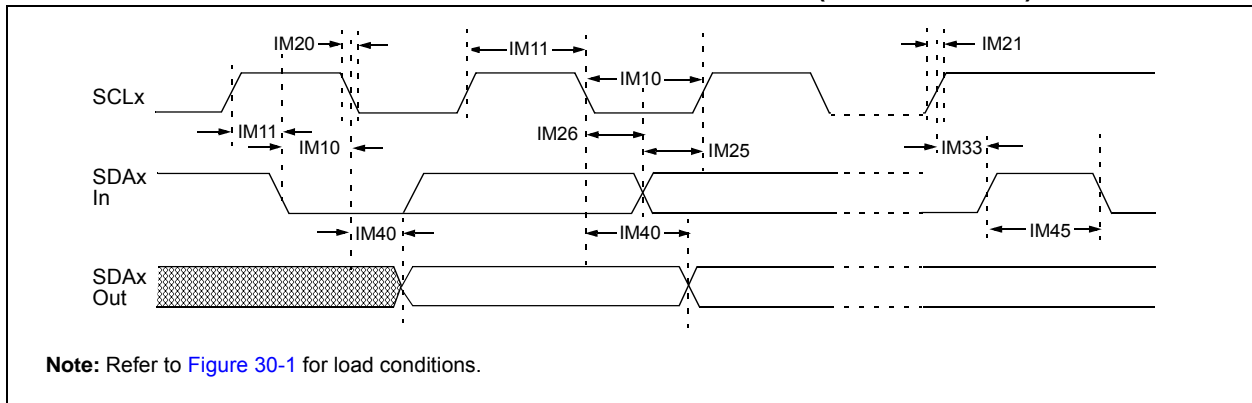 IM20
IM11
IM21
IM10
SCLx
IM11
IM10
IM26
IM25
IM33
SDAx
In
IM40
IM40
IM45
SDAx
Out
Note: Refer to Figure 30-1 for load conditions.